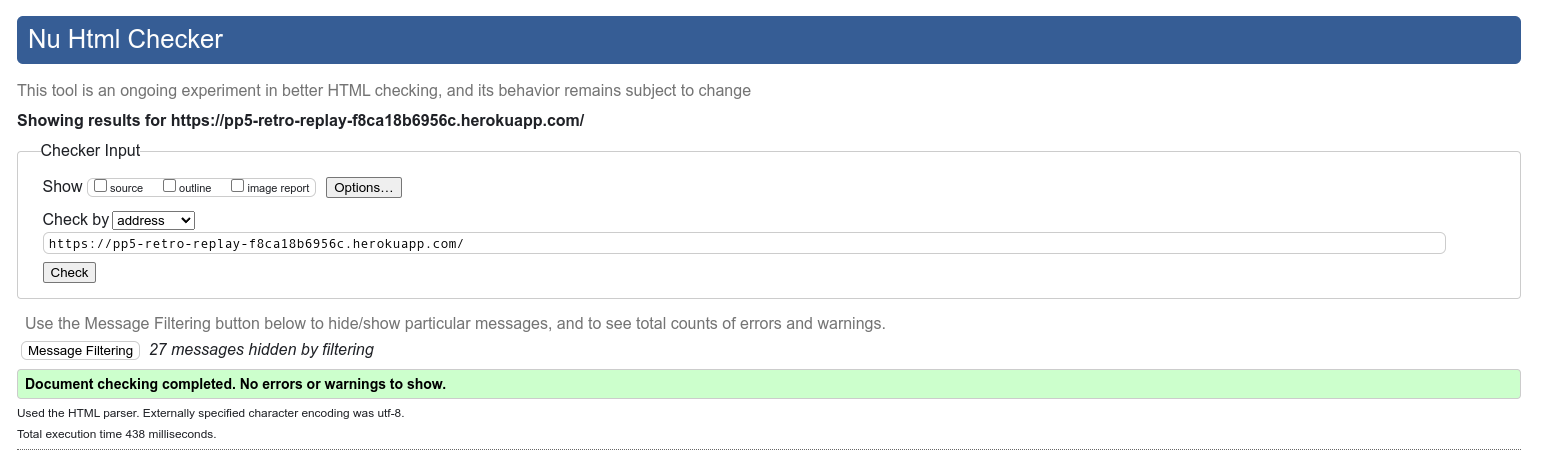 Nu Html Checker
This tool is an ongoing experiment in better HTML checking, and its behavior remains subject to change
Showing results for https://pp5-retro-replay-f8ca18b6956c.herokuapp.com/
Checker Input
Show source outline image report Options…
Check by address
https://pp5-retro-replay-f8ca18b6956c.herokuapp.com/
Check
Use the Message Filtering button below to hide/show particular messages, and to see total counts of errors and warnings.
Message Filtering 27 messages hidden by filtering
Document checking completed. No errors or warnings to show.
Used the HTML parser. Externally specified character encoding was utf-8.
Total execution time 438 milliseconds.